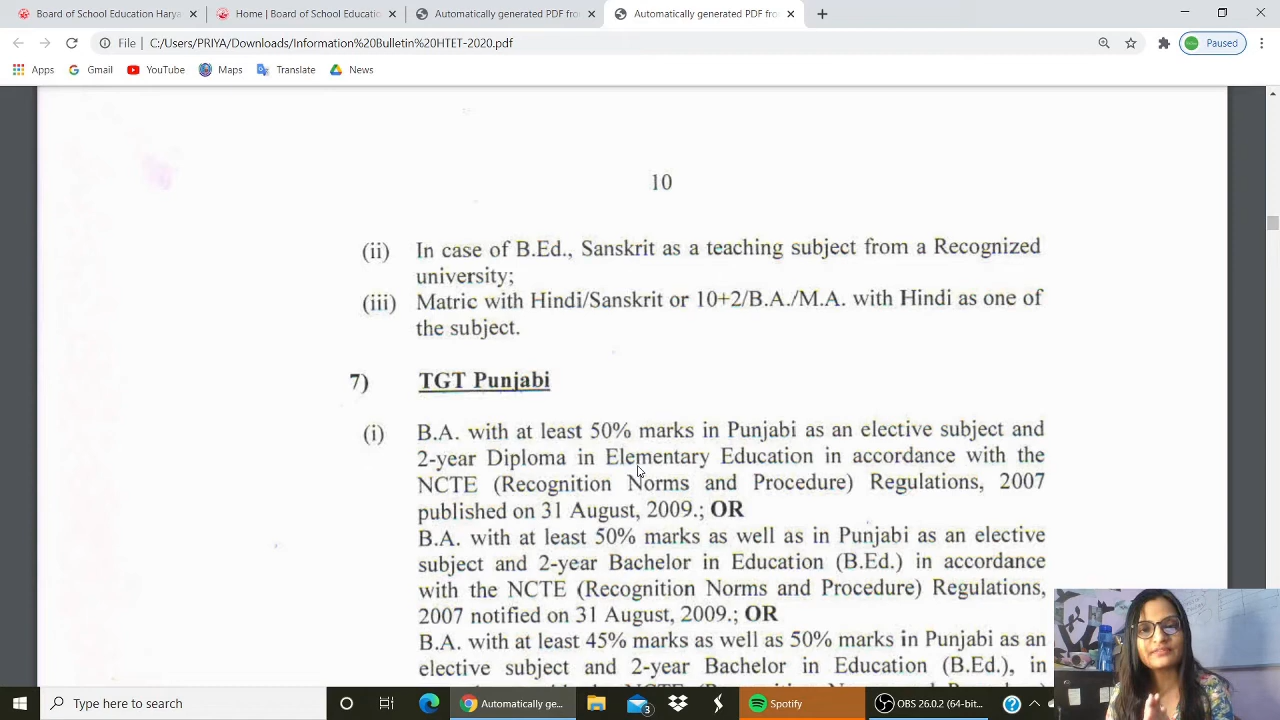 Board of School Education Harya
Home | Board of School Educatio
Automatically generated PDF fro
Automatically generated PDF fro
File | C:/Users/PRIYA/Downloads/Information%20Bulletin%20HTET-2020.pdf
Paused
Apps
Gmail
YouTube
Maps
Translate
News
10
(ii) In case of B.Ed., Sanskrit as a teaching subject from a Recognized
university;
(iii) Matric with Hindi/Sanskrit or 10+2/B.A./M.A. with Hindi as one of
the subject.
7) TGT Punjabi
(i) B.A. with at least 50% marks in Punjabi as an elective subject and
2-year Diploma in Elementary Education in accordance with the
NCTE (Recognition Norms and Procedure) Regulations, 2007
published on 31 August, 2009.; OR
B.A. with at least 50% marks as well as in Punjabi as an elective
subject and 2-year Bachelor in Education (B.Ed.) in accordance
with the NCTE (Recognition Norms and Procedure) Regulations,
2007 notified on 31 August, 2009.; OR
B.A. with at least 45% marks as well as 50% marks in Punjabi as an
elective subject and 2-year Bachelor in Education (B.Ed.), in
Type here to search
Automatically ge...
3
Spotify
OBS 26.0.2 (64-bit...